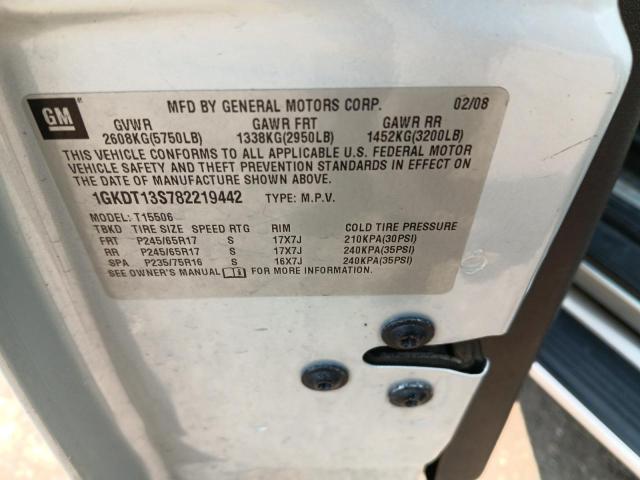 GM
MFD BY GENERAL MOTORS CORP. 02/08
GVWR GAWR FRT GAWR RR
2608KG(5750LB) 1338KG(2950LB) 1452KG(3200LB)
THIS VEHICLE CONFORMS TO ALL APPLICABLE U.S. FEDERAL MOTOR
VEHICLE SAFETY AND THEFT PREVENTION STANDARDS IN EFFECT ON
THE DATE OF MANUFACTURE SHOWN ABOVE.
1GKDT13S782219442 TYPE: M.P.V.
MODEL: T15506
TBKD TIRE SIZE SPEED RTG RIM COLD TIRE PRESSURE
FRT P245/65R17 S 17X7J 210KPA(30PSI)
RR P245/65R17 S 17X7J 240KPA(35PSI)
SPA P235/75R16 S 16X7J 240KPA(35PSI)
SEE OWNER'S MANUAL FOR MORE INFORMATION.